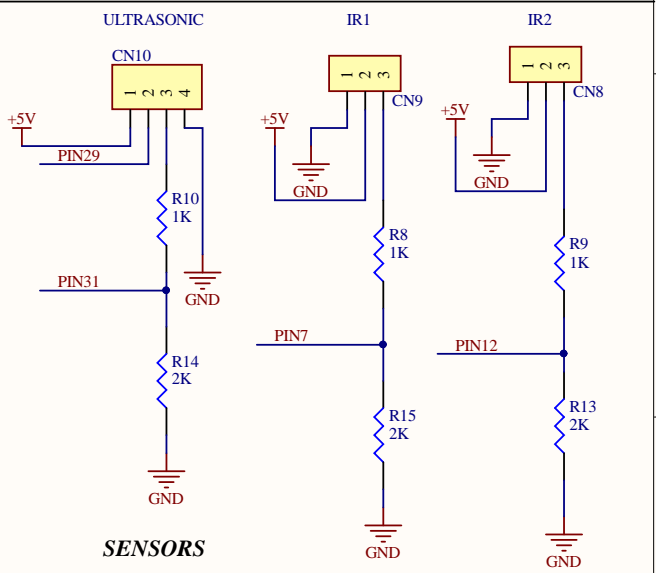 ULTRASONIC
IR1
IR2
CN10
1 2 3 4
+5V
PIN29
R10
1K
GND
PIN31
R14
2K
GND
1 2 3
CN9
+5V
GND
R8
1K
PIN7
R15
2K
GND
1 2 3
CN8
+5V
GND
R9
1K
PIN12
R13
2K
GND
SENSORS